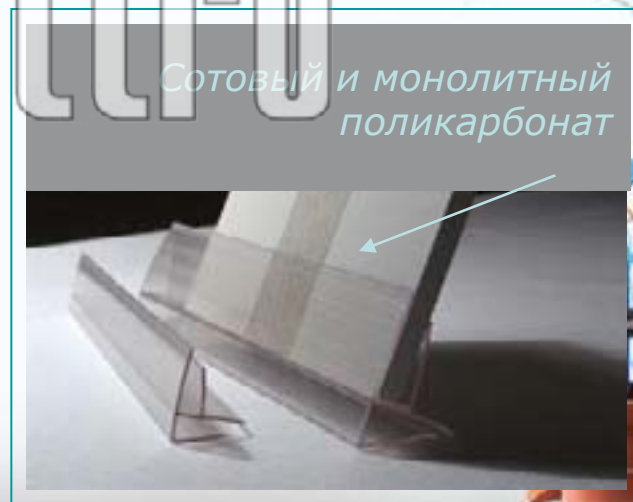 Сотовый и монолитный
поликарбонат